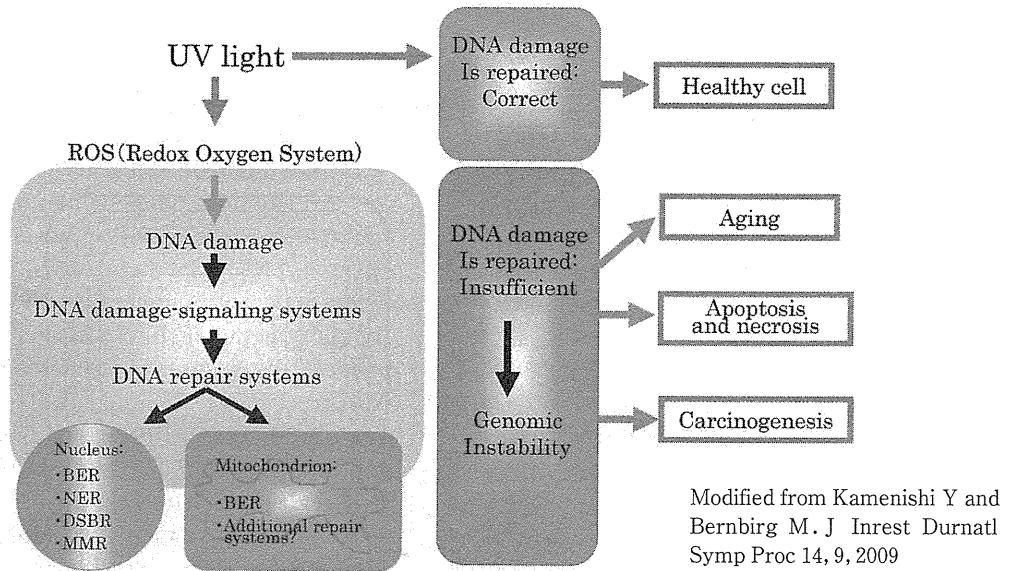 UV light
ROS(Redox Oxygen System)
DNA damage
DNA damage-signaling systems
DNA repair systems
Nucleus:
・BER
・NER
・DSBR
・MMR
Mitochondrion:
・BER
・Additional repair
systems?
DNA damage
Is repaired:
Correct
Healthy cell
DNA damage
Is repaired:
Insufficient
Genomic
Instability
Aging
Apoptosis
and necrosis
Carcinogenesis
Modified from Kamenishi Y and
Bernbirg M. J Inrest Durnatl
Symp Proc 14, 9, 2009